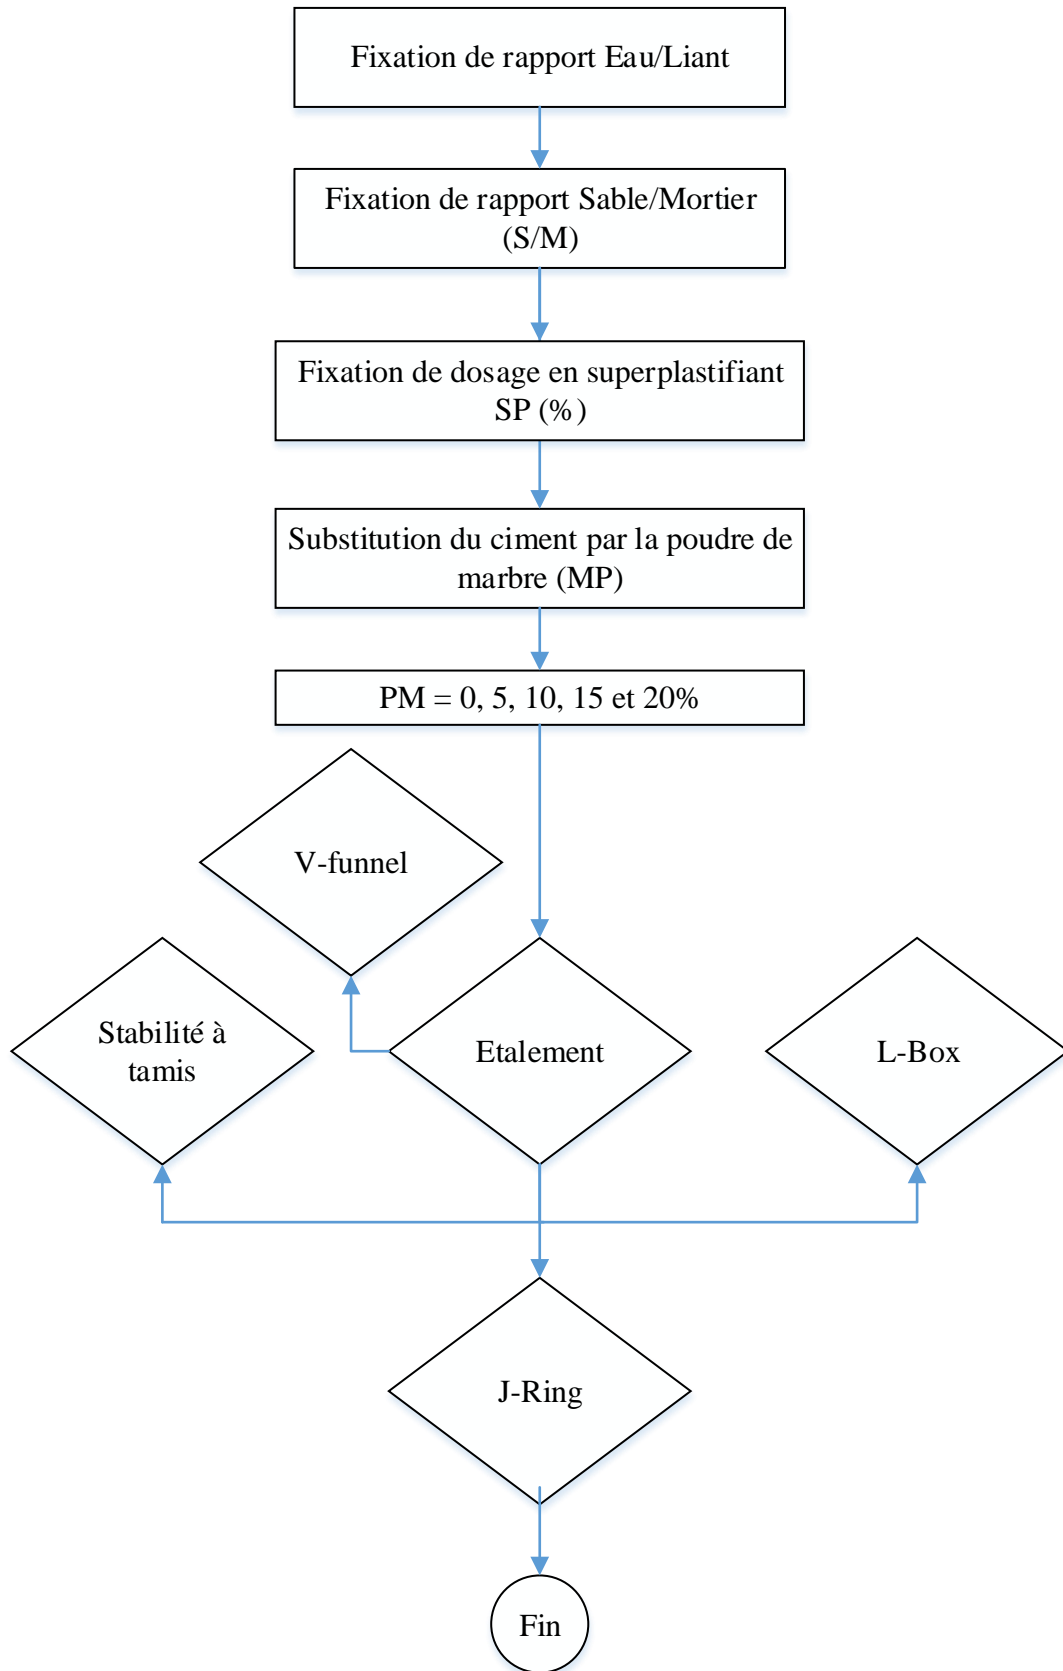 Fixation de rapport Eau/Liant
Fixation de rapport Sable/Mortier
(S/M)
Fixation de dosage en superplastifiant
SP (%)
Substitution du ciment par la poudre de
marbre (MP)
PM = 0, 5, 10, 15 et 20%
V-funnel
Stabilité à
tamis
Etalement
L-Box
J-Ring
Fin